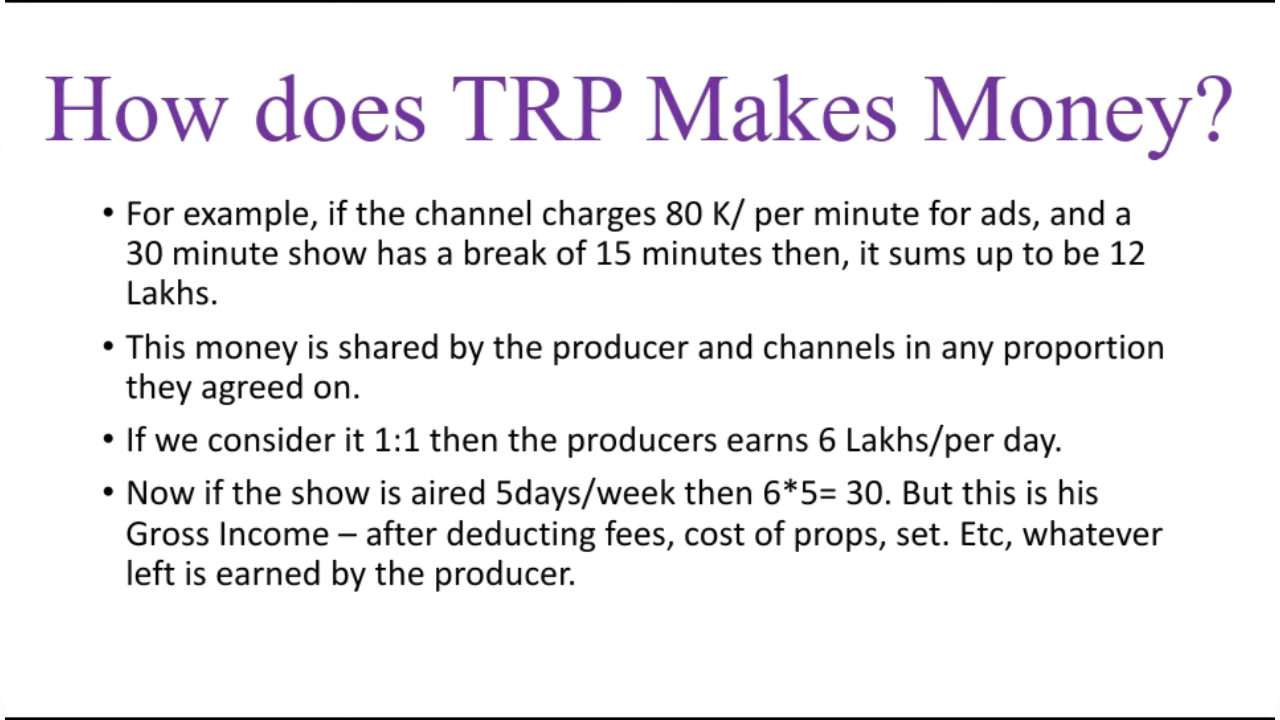 How does TRP Makes Money?
• For example, if the channel charges 80 K/ per minute for ads, and a
30 minute show has a break of 15 minutes then, it sums up to be 12
Lakhs.
• This money is shared by the producer and channels in any proportion
they agreed on.
• If we consider it 1:1 then the producers earns 6 Lakhs/per day.
• Now if the show is aired 5days/week then 6*5= 30. But this is his
Gross Income – after deducting fees, cost of props, set. Etc, whatever
left is earned by the producer.